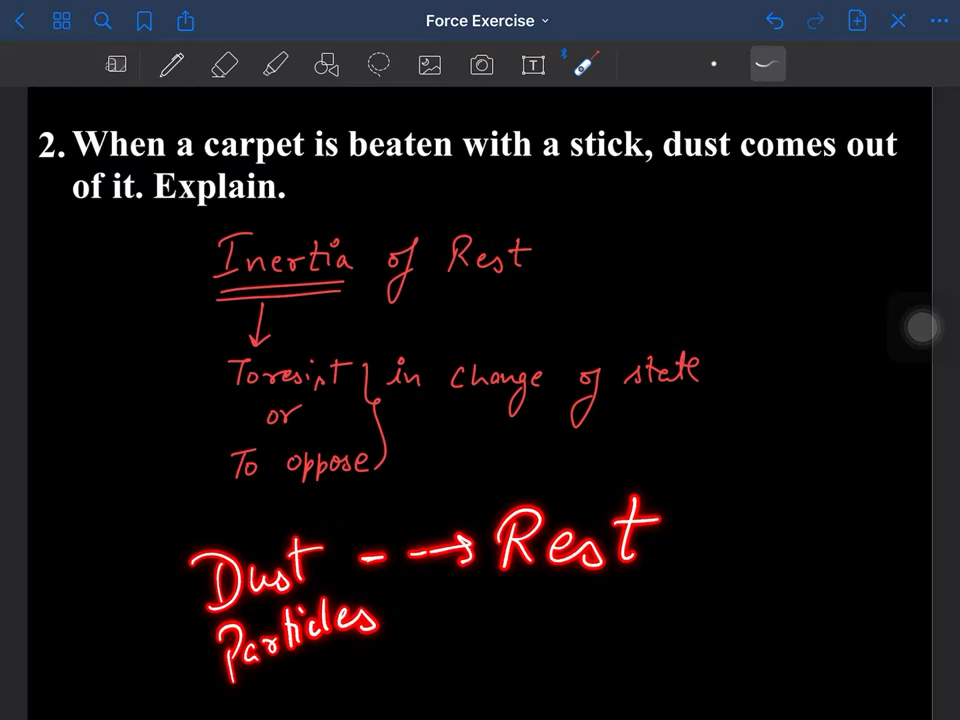 Force Exercise
T
2. When a carpet is beaten with a stick, dust comes out
of it. Explain.
Inertia of Rest
To resist in change of state
or
To oppose
Dust --→ Rest
Particles